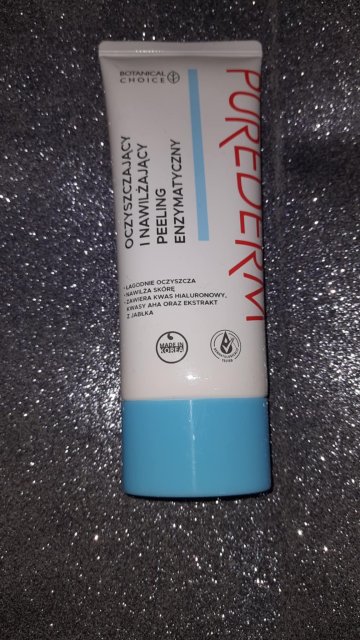 BOTANICAL
CHOICE
PUREDERM
OCZYSZCZAJĄCY
I NAWILŻAJĄCY
PEELING
ENZYMATYCZNY
• ŁAGODNIE OCZYSZCZA
• NAWILŻA SKÓRĘ
• ZAWIERA KWAS HIALURONOWY,
KWASY AHA ORAZ EKSTRAKT
Z JABŁKA
MADE IN